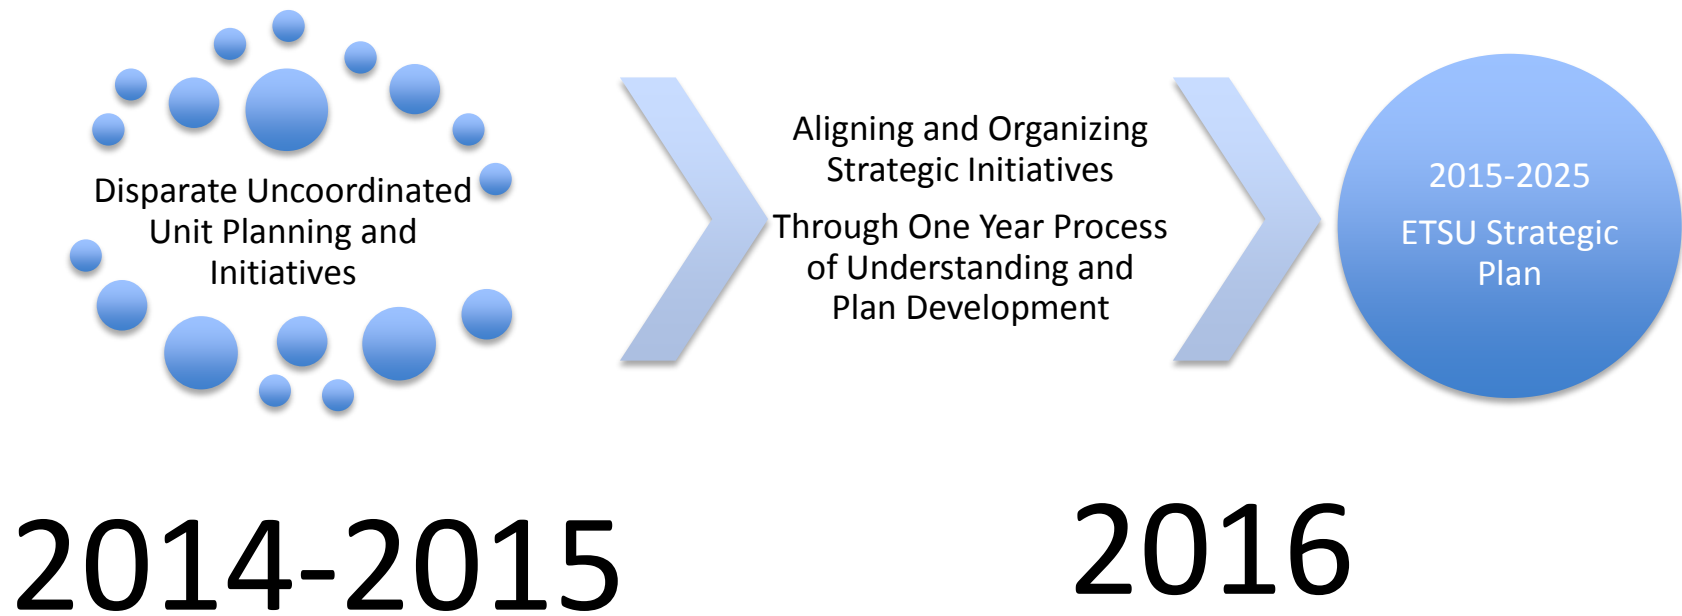 Disparate Uncoordinated
Unit Planning and
Initiatives
Aligning and Organizing
Strategic Initiatives
Through One Year Process
of Understanding and
Plan Development
2015-2025
ETSU Strategic
Plan
2014-2015
2016